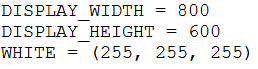 DISPLAY_WIDTH = 800
DISPLAY_HEIGHT = 600
WHITE = (255, 255, 255)